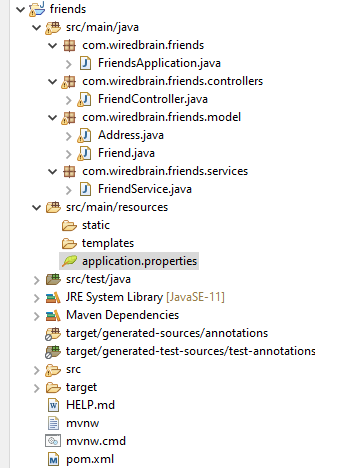 friends
src/main/java
com.wiredbrain.friends
FriendsApplication.java
com.wiredbrain.friends.controllers
FriendController.java
com.wiredbrain.friends.model
Address.java
Friend.java
com.wiredbrain.friends.services
FriendService.java
src/main/resources
static
templates
application.properties
src/test/java
JRE System Library [JavaSE-11]
Maven Dependencies
target/generated-sources/annotations
target/generated-test-sources/test-annotations
src
target
HELP.md
mvnw
mvnw.cmd
pom.xml